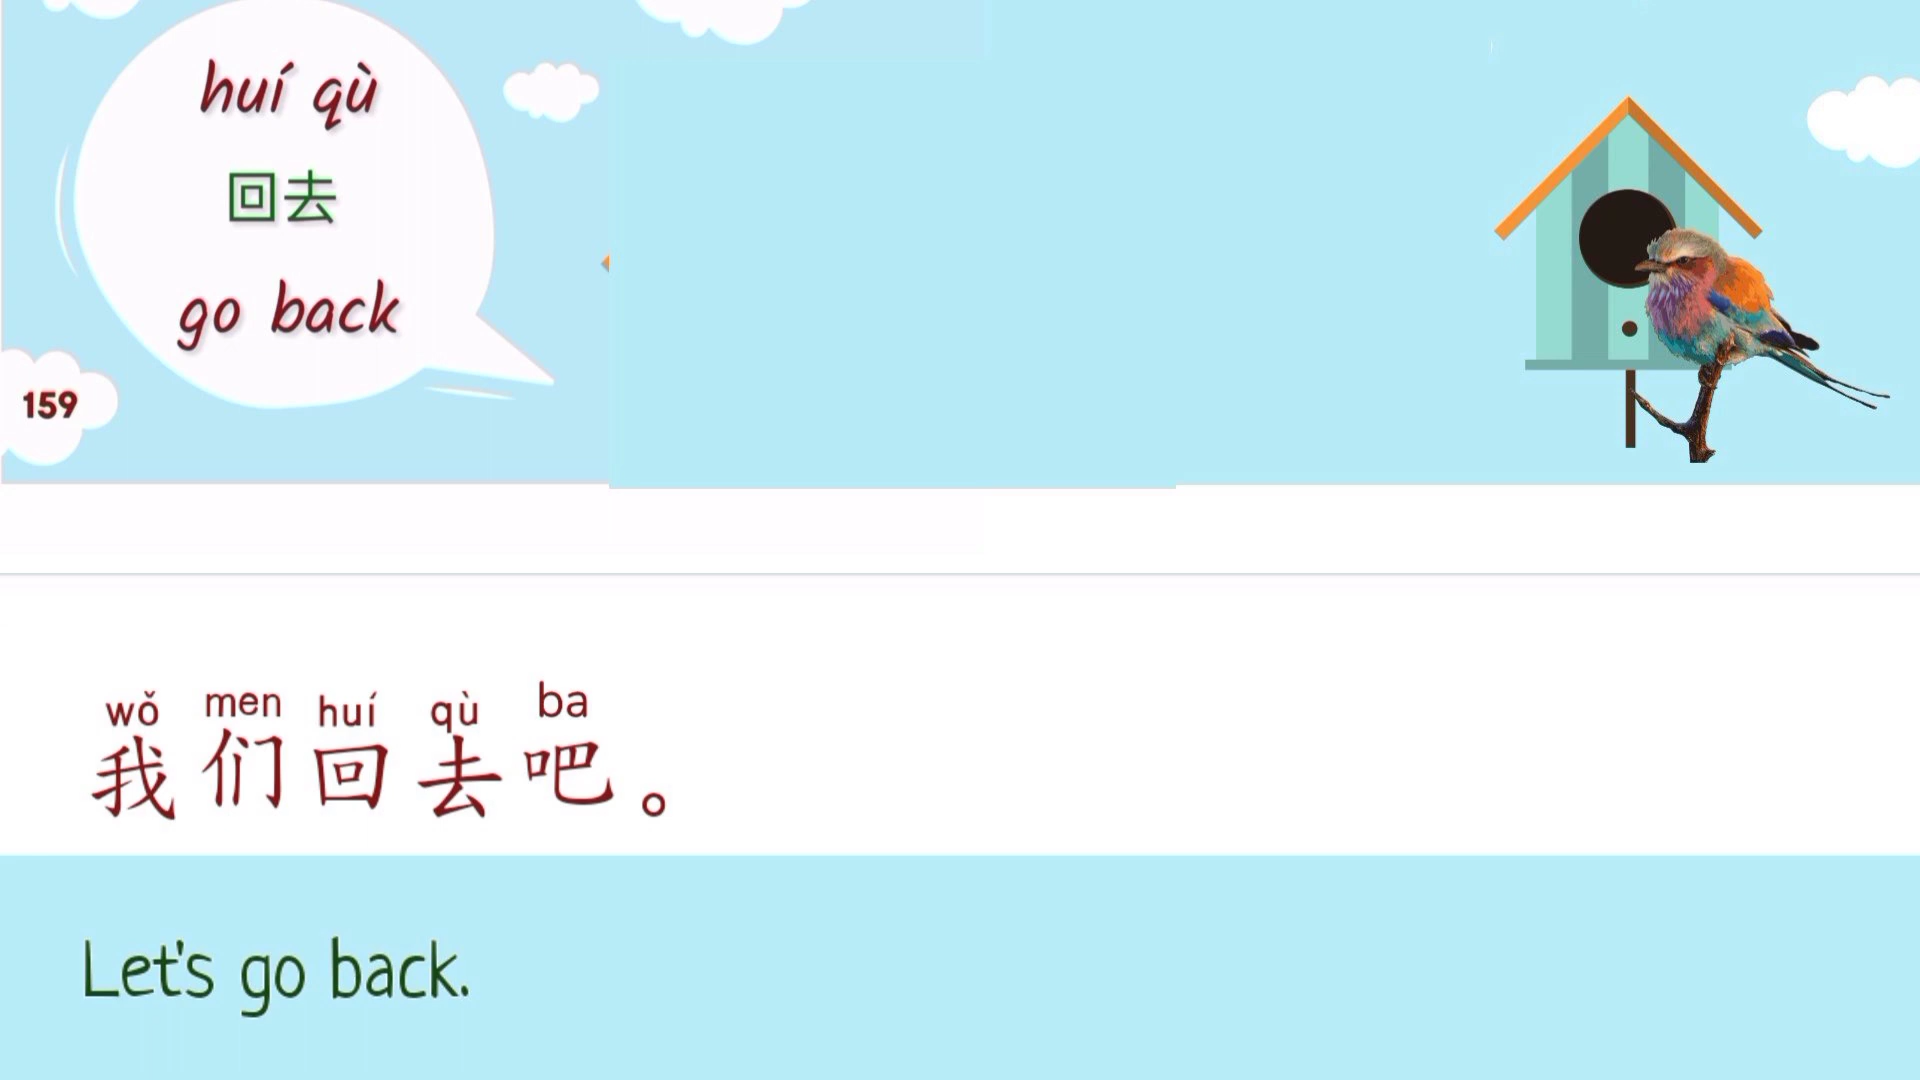 huí qù
回去
go back
159
wǒ men huí qù ba
我们回去吧。
Let's go back.